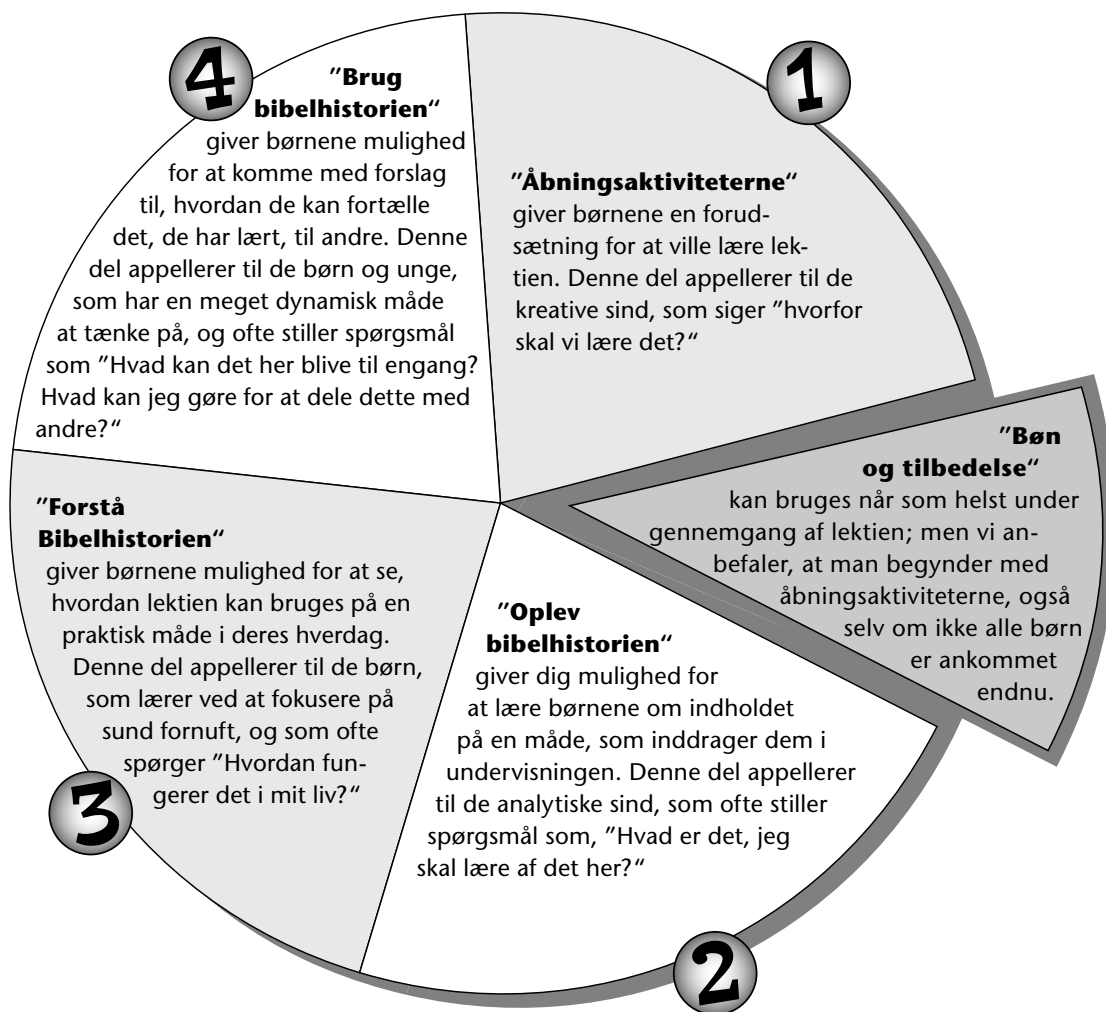 1
"Åbningsaktiviteterne"
giver børnene en forud-
sætning for at ville lære lek-
tien. Denne del appellerer til de
kreative sind, som siger "hvorfor
skal vi lære det?"
"Bøn
og tilbedelse"
kan bruges når som helst under
gennemgang af lektien; men vi an-
befaler, at man begynder med
åbningsaktiviteterne, også
selv om ikke alle børn
er ankommet
endnu.
2
"Oplev
bibelhistorien"
giver dig mulighed for
at lære børnene om indholdet
på en måde, som inddrager dem i
undervisningen. Denne del appellerer
til de analytiske sind, som ofte stiller
spørgsmål som, "Hvad er det, jeg
skal lære af det her?"
3
"Forstå
Bibelhistorien"
giver børnene mulighed for at se,
hvordan lektien kan bruges på en
praktisk måde i deres hverdag.
Denne del appellerer til de børn,
som lærer ved at fokusere på
sund fornuft, og som ofte
spørger "Hvordan fun-
gerer det i mit liv?"
4
"Brug
bibelhistorien"
giver børnene mulighed
for at komme med forslag
til, hvordan de kan fortælle
det, de har lært, til andre. Denne
del appellerer til de børn og unge,
som har en meget dynamisk måde
at tænke på, og ofte stiller spørgsmål
som "Hvad kan det her blive til engang?
Hvad kan jeg gøre for at dele dette med
andre?"